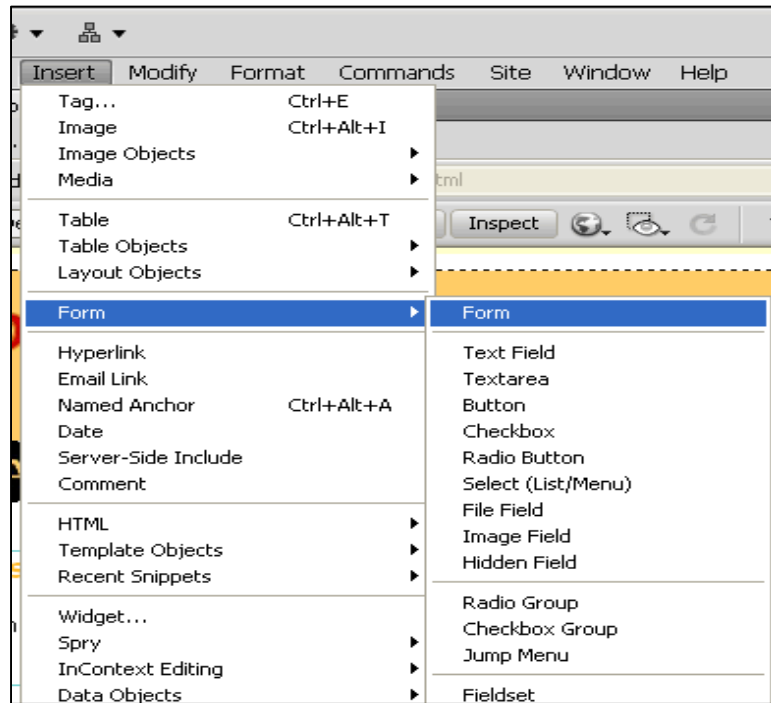 Insert Modify Format Commands Site Window Help
Tag... Ctrl+E
Image Ctrl+Alt+I
Image Objects
Media
tml
Table Ctrl+Alt+T
Inspect
Table Objects
Layout Objects
Form
Form
Hyperlink
Email Link
Named Anchor Ctrl+Alt+A
Date
Server-Side Include
Comment
HTML
Template Objects
Recent Snippets
Widget...
Spry
InContext Editing
Data Objects
Text Field
Textarea
Button
Checkbox
Radio Button
Select (List/Menu)
File Field
Image Field
Hidden Field
Radio Group
Checkbox Group
Jump Menu
Fieldset